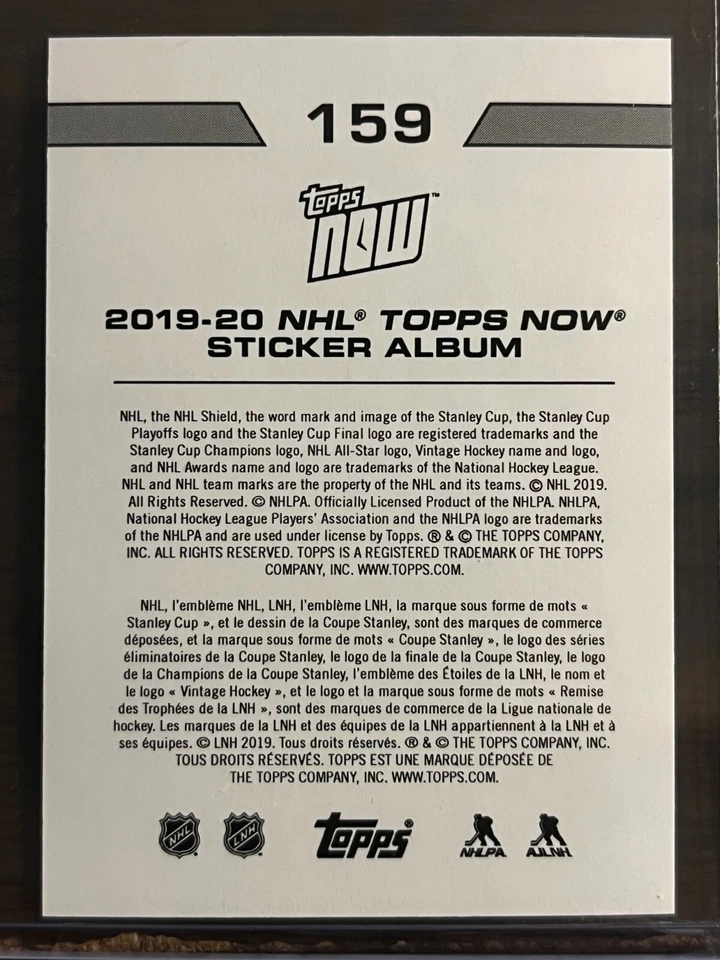 159
Topps
NOW™
2019-20 NHL® TOPPS NOW®
STICKER ALBUM
NHL, the NHL Shield, the word mark and image of the Stanley Cup, the Stanley Cup
Playoffs logo and the Stanley Cup Final logo are registered trademarks and the
Stanley Cup Champions logo, NHL All-Star logo, Vintage Hockey name and logo,
and NHL Awards name and logo are trademarks of the National Hockey League.
NHL and NHL team marks are the property of the NHL and its teams. © NHL 2019.
All Rights Reserved. © NHLPA. Officially Licensed Product of the NHLPA. NHLPA,
National Hockey League Players' Association and the NHLPA logo are trademarks
of the NHLPA and are used under license by Topps. ® & © THE TOPPS COMPANY,
INC. ALL RIGHTS RESERVED. TOPPS IS A REGISTERED TRADEMARK OF THE TOPPS
COMPANY, INC. WWW.TOPPS.COM.
NHL, l'emblème NHL, LNH, l'emblème LNH, la marque sous forme de mots «
Stanley Cup », et le dessin de la Coupe Stanley, sont des marques de commerce
déposées, et la marque sous forme de mots « Coupe Stanley », le logo des séries
éliminatoires de la Coupe Stanley, le logo de la finale de la Coupe Stanley, le logo
de la Champions de la Coupe Stanley, l'emblème des Étoiles de la LNH, le nom et
le logo « Vintage Hockey », et le logo et la marque sous forme de mots « Remise
des Trophées de la LNH », sont des marques de commerce de la Ligue nationale de
hockey. Les marques de la LNH et des équipes de la LNH appartiennent à la LNH et à
ses équipes. © LNH 2019. Tous droits réservés. ® & © THE TOPPS COMPANY, INC.
TOUS DROITS RÉSERVÉS. TOPPS EST UNE MARQUE DÉPOSÉE DE
THE TOPPS COMPANY, INC. WWW.TOPPS.COM.
NHL LNH Topps® NHLPA AJLNH